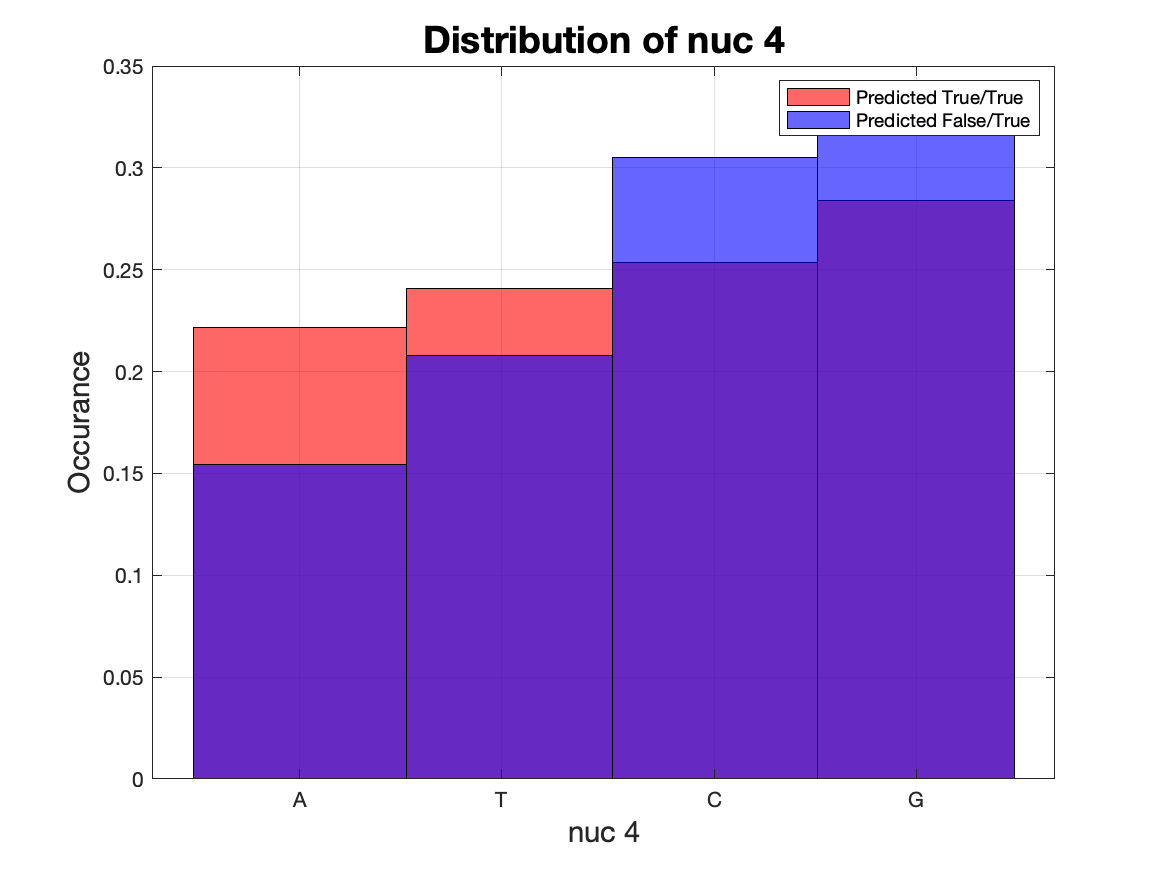 Distribution of nuc 4
Predicted True/True
Predicted False/True
0.35
0.3
0.25
0.2
0.15
0.1
0.05
0
Occurance
A T C G
nuc 4